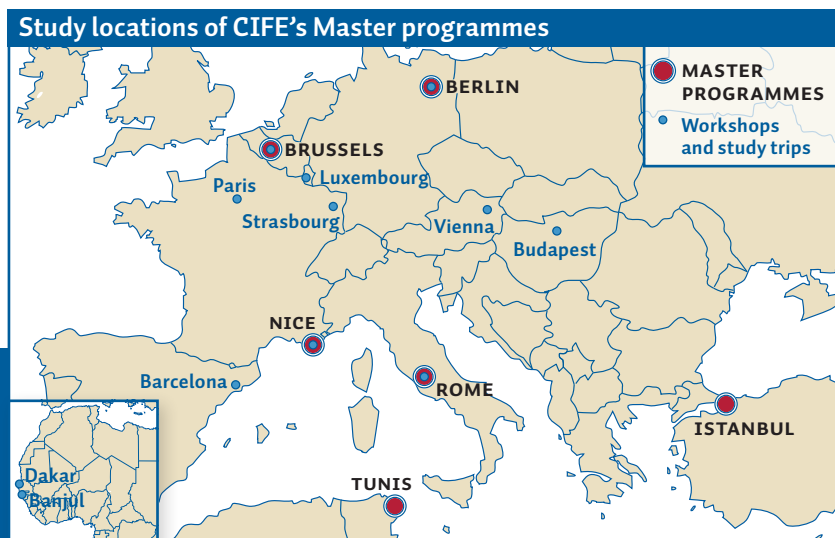 Study locations of CIFE's Master programmes
MASTER
PROGRAMMES
Workshops
and study trips
BERLIN
BRUSSELS
Luxembourg
Paris
Strasbourg
Vienna
Budapest
NICE
Barcelona
ROME
ISTANBUL
TUNIS
Dakar
Banjul